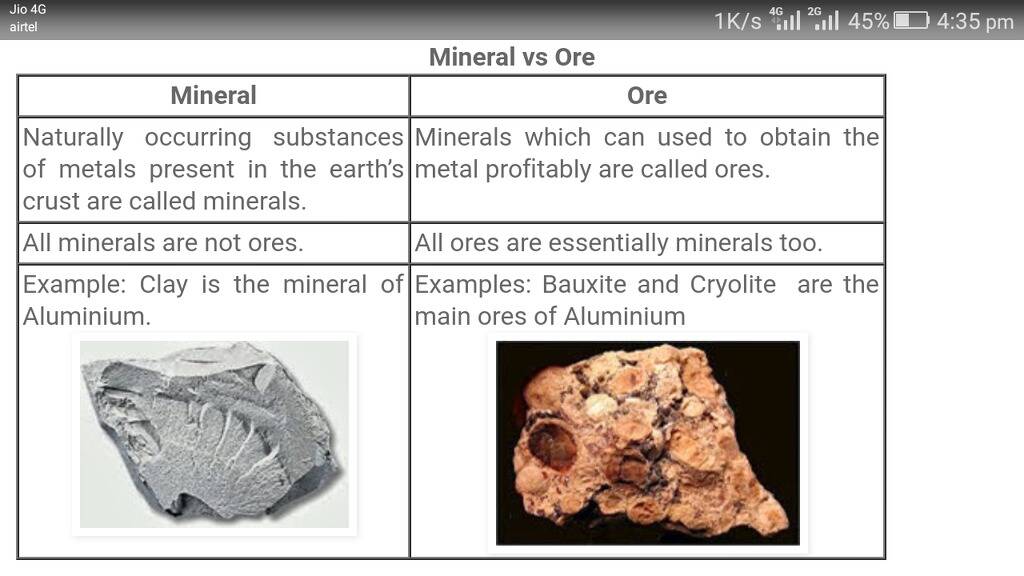 Jio 4G
airtel
1K/s 4G 2G 45% 4:35 pm
Mineral vs Ore
Mineral
Ore
Naturally occurring substances
of metals present in the earth's
crust are called minerals.
Minerals which can used to obtain the
metal profitably are called ores.
All minerals are not ores.
All ores are essentially minerals too.
Example: Clay is the mineral of
Aluminium.
Examples: Bauxite and Cryolite are the
main ores of Aluminium